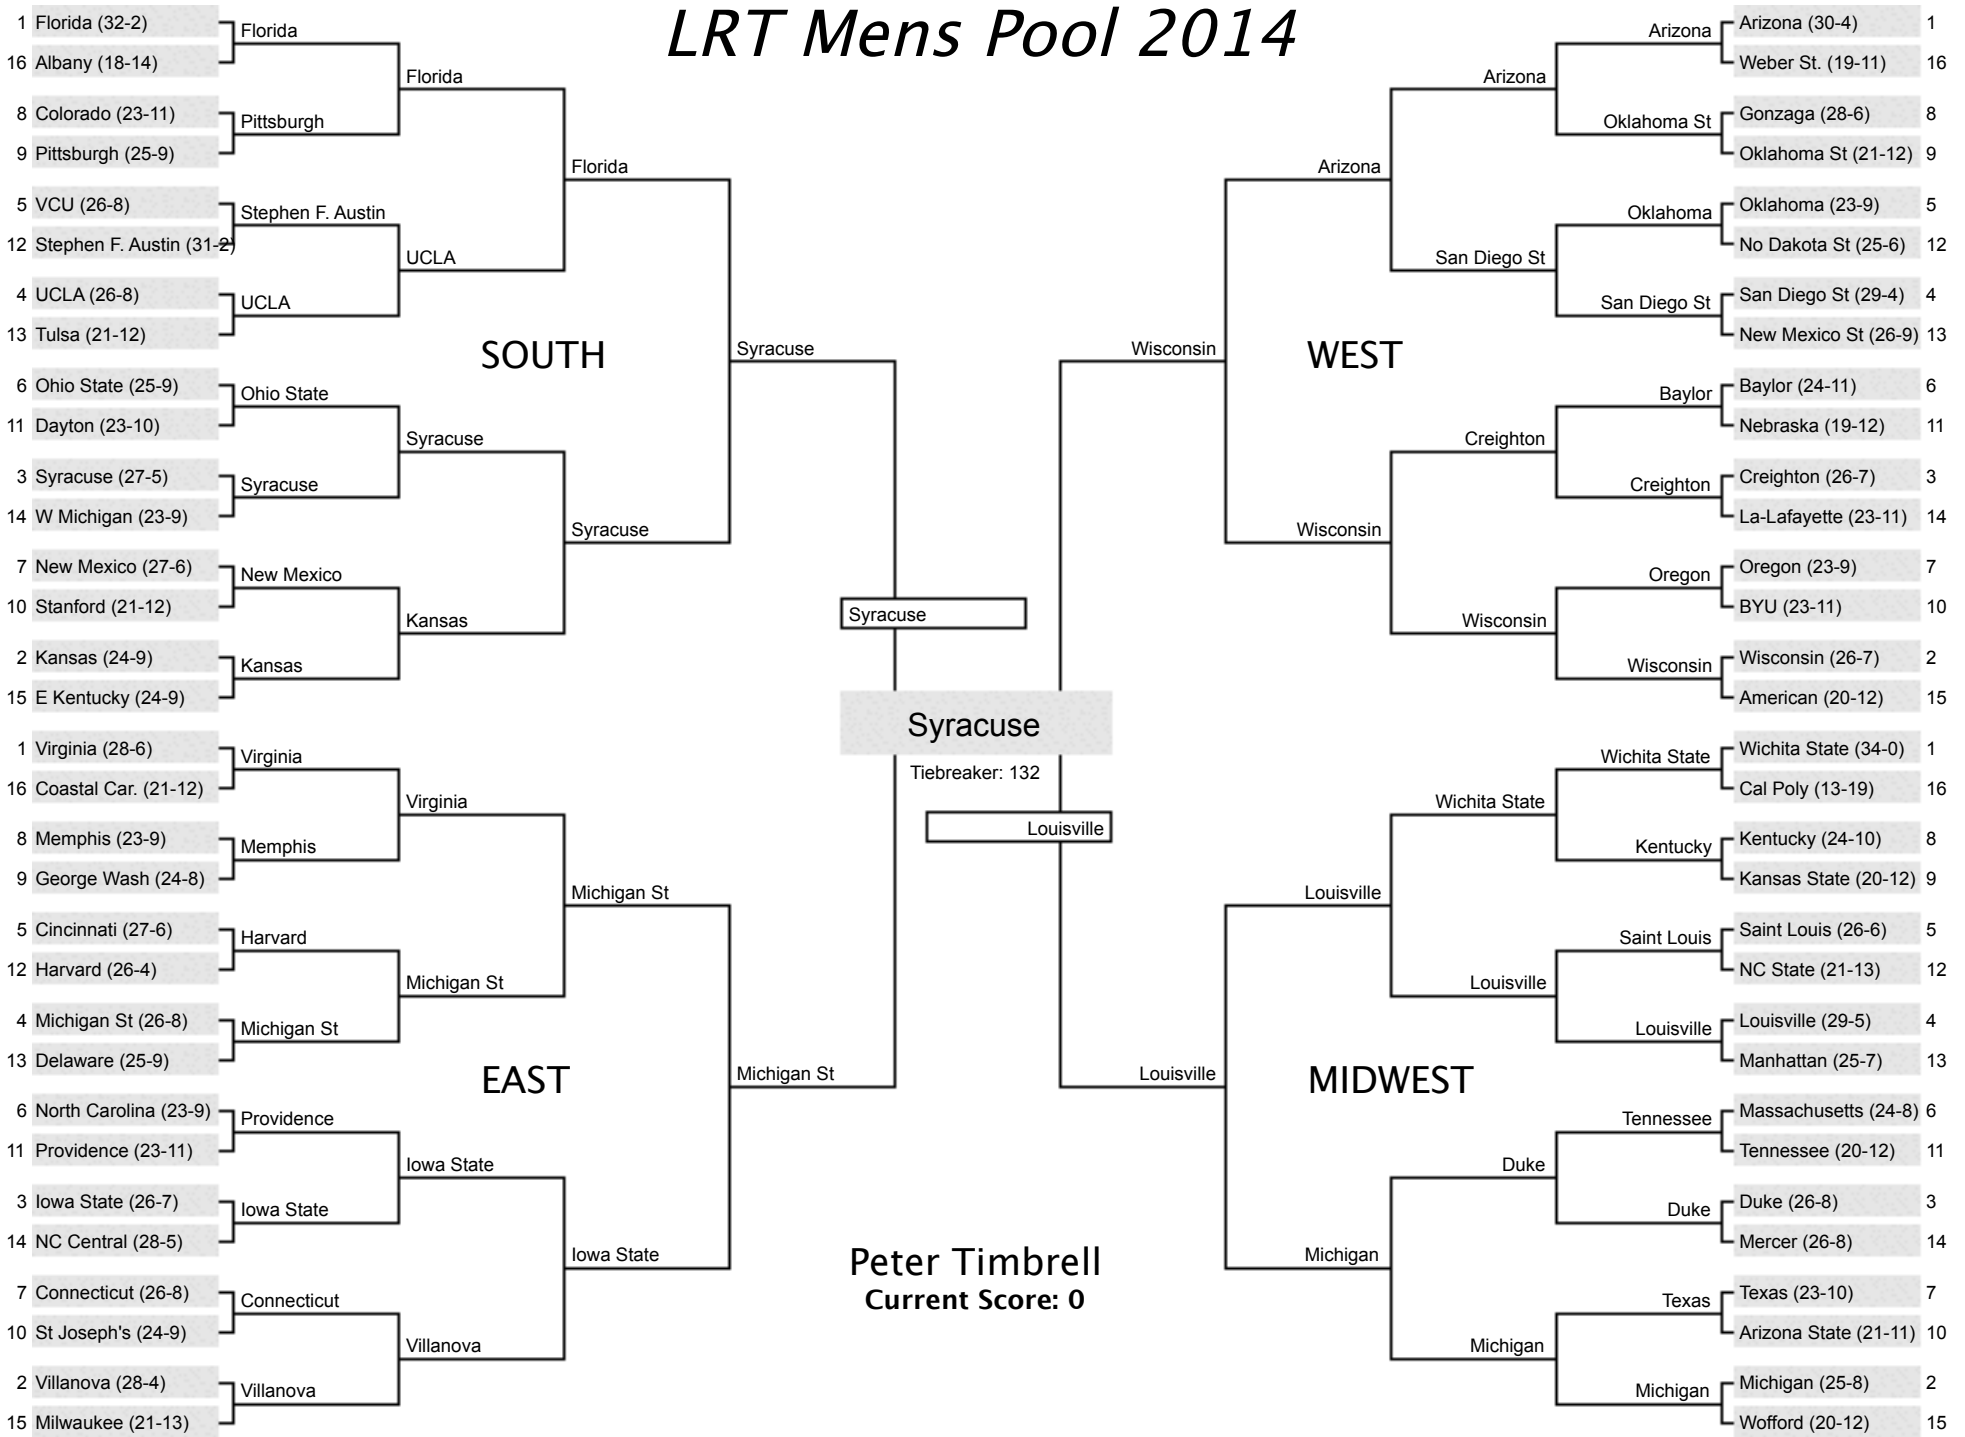 LRT Mens Pool 2014
1 Florida (32-2)
16 Albany (18-14)
8 Colorado (23-11)
9 Pittsburgh (25-9)
5 VCU (26-8)
12 Stephen F. Austin (31-2)
4 UCLA (26-8)
13 Tulsa (21-12)
6 Ohio State (25-9)
11 Dayton (23-10)
3 Syracuse (27-5)
14 W Michigan (23-9)
7 New Mexico (27-6)
10 Stanford (21-12)
2 Kansas (24-9)
15 E Kentucky (24-9)
Florida
Pittsburgh
Stephen F. Austin
UCLA
Ohio State
Syracuse
New Mexico
Kansas
Florida
UCLA
Syracuse
Kansas
Florida
Syracuse
SOUTH
Syracuse
1 Virginia (28-6)
16 Coastal Car. (21-12)
8 Memphis (23-9)
9 George Wash (24-8)
5 Cincinnati (27-6)
12 Harvard (26-4)
4 Michigan St (26-8)
13 Delaware (25-9)
6 North Carolina (23-9)
11 Providence (23-11)
3 Iowa State (26-7)
14 NC Central (28-5)
7 Connecticut (26-8)
10 St Joseph's (24-9)
2 Villanova (28-4)
15 Milwaukee (21-13)
Virginia
Memphis
Harvard
Michigan St
Providence
Iowa State
Connecticut
Villanova
Virginia
Michigan St
Iowa State
Villanova
Michigan St
Iowa State
EAST
Michigan St
Syracuse
Syracuse
Tiebreaker: 132
Louisville
Peter Timbrell
Current Score: 0
Arizona (30-4) 1
Weber St. (19-11) 16
Gonzaga (28-6) 8
Oklahoma St (21-12) 9
Oklahoma (23-9) 5
No Dakota St (25-6) 12
San Diego St (29-4) 4
New Mexico St (26-9) 13
Baylor (24-11) 6
Nebraska (19-12) 11
Creighton (26-7) 3
La-Lafayette (23-11) 14
Oregon (23-9) 7
BYU (23-11) 10
Wisconsin (26-7) 2
American (20-12) 15
Arizona
Oklahoma St
Oklahoma
San Diego St
Baylor
Creighton
Oregon
Wisconsin
Arizona
San Diego St
Creighton
Wisconsin
Arizona
Wisconsin
WEST
Wisconsin
Wichita State (34-0) 1
Cal Poly (13-19) 16
Kentucky (24-10) 8
Kansas State (20-12) 9
Saint Louis (26-6) 5
NC State (21-13) 12
Louisville (29-5) 4
Manhattan (25-7) 13
Massachusetts (24-8) 6
Tennessee (20-12) 11
Duke (26-8) 3
Mercer (26-8) 14
Texas (23-10) 7
Arizona State (21-11) 10
Michigan (25-8) 2
Wofford (20-12) 15
Wichita State
Kentucky
Saint Louis
Louisville
Tennessee
Duke
Texas
Michigan
Wichita State
Louisville
Duke
Michigan
Louisville
Michigan
MIDWEST
Louisville